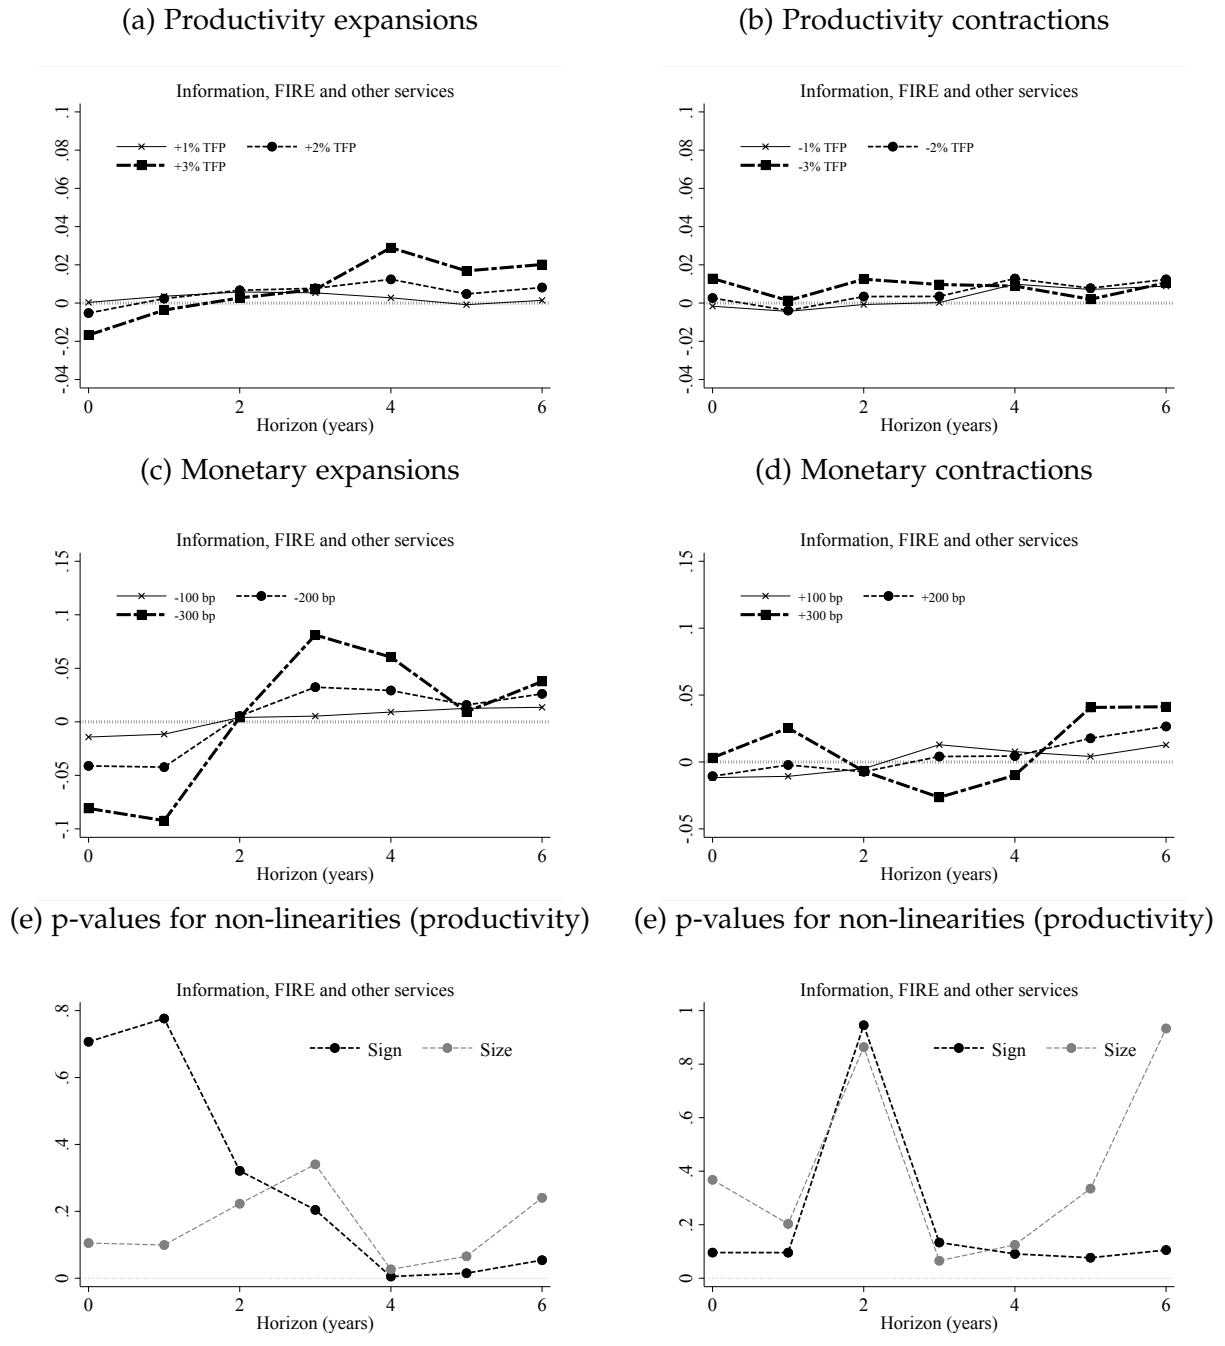 (a) Productivity expansions
Information, FIRE and other services
.1
.08
.06
.04
.02
0
-.02
-.04
+1% TFP
+2% TFP
+3% TFP
0 2 4 6
Horizon (years)
(b) Productivity contractions
Information, FIRE and other services
.1
.08
.06
.04
.02
0
-.02
-.04
-1% TFP
-2% TFP
-3% TFP
0 2 4 6
Horizon (years)
(c) Monetary expansions
Information, FIRE and other services
.15
.1
.05
0
-.05
-.1
-100 bp
-200 bp
-300 bp
0 2 4 6
Horizon (years)
(d) Monetary contractions
Information, FIRE and other services
.15
.1
.05
0
-.05
+100 bp
+200 bp
+300 bp
0 2 4 6
Horizon (years)
(e) p-values for non-linearities (productivity)
Information, FIRE and other services
.8
.6
.4
.2
0
Sign
Size
0 2 4 6
Horizon (years)
(e) p-values for non-linearities (productivity)
Information, FIRE and other services
1
.8
.6
.4
.2
0
Sign
Size
0 2 4 6
Horizon (years)